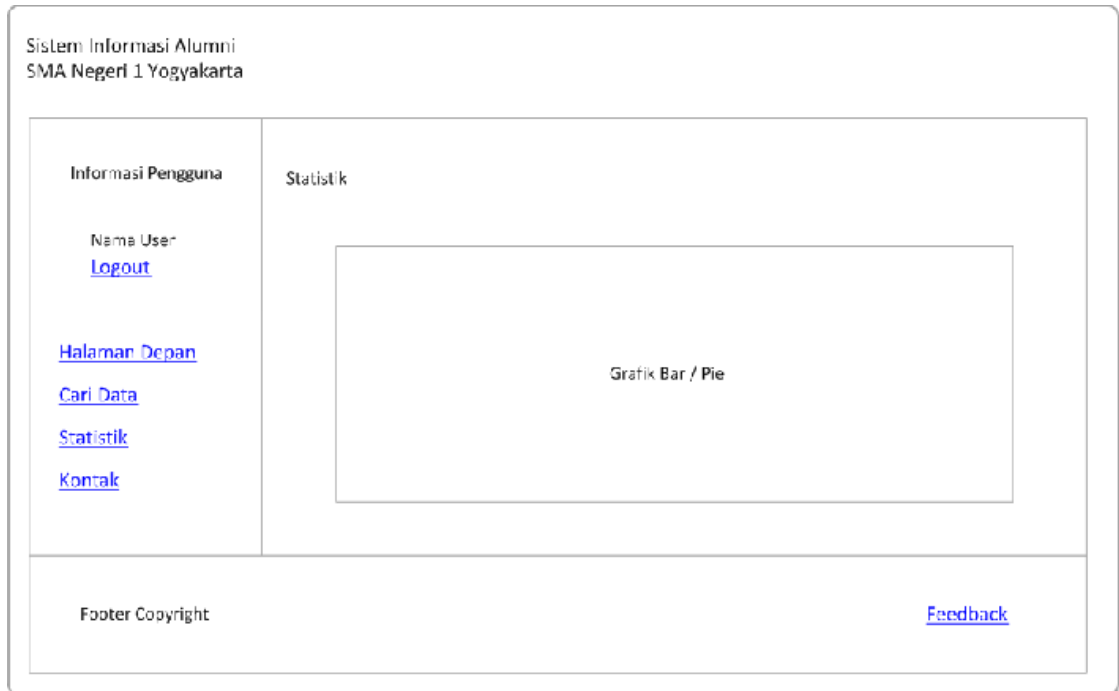 Sistem Informasi Alumni
SMA Negeri 1 Yogyakarta
Informasi Pengguna
Nama User
Logout
Halaman Depan
Cari Data
Statistik
Kontak
Statistik
Grafik Bar / Pie
Footer Copyright
Feedback